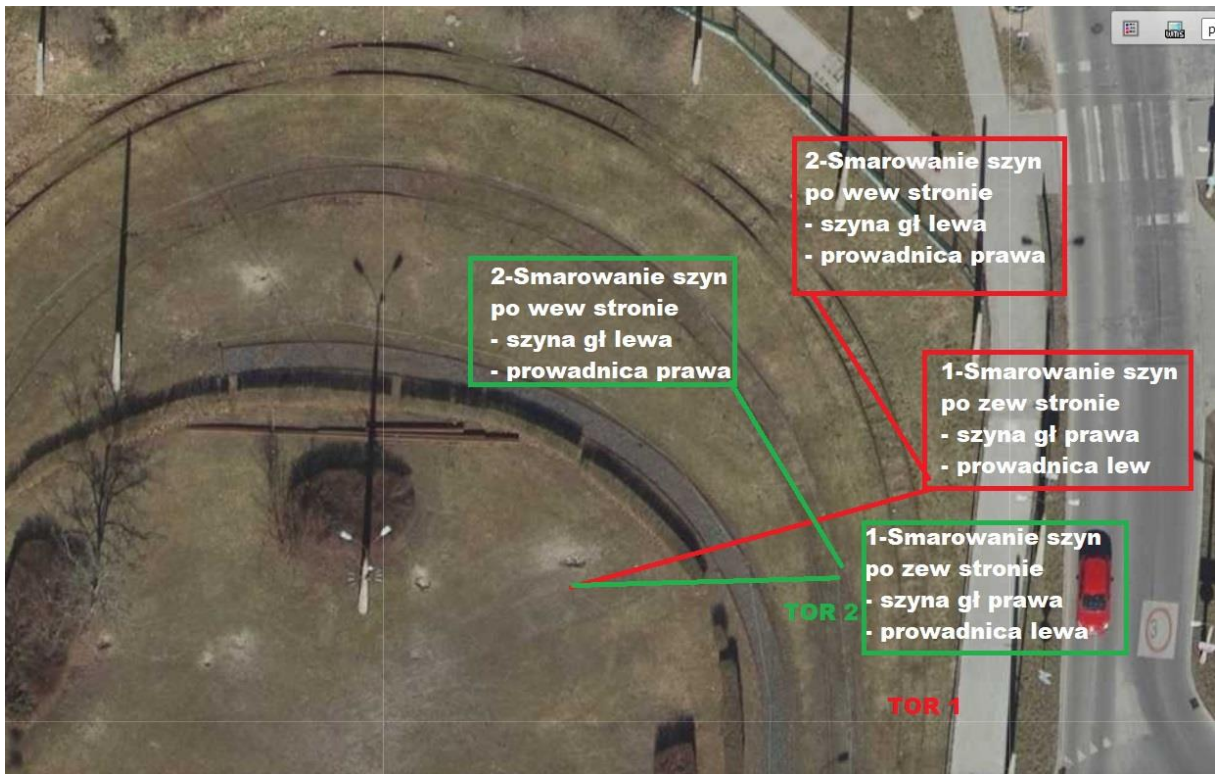 wms
p
2-Smarowanie szyn
po wew stronie
- szyna gł lewa
- prowadnica prawa
2-Smarowanie szyn
po wew stronie
- szyna gł lewa
- prowadnica prawa
1-Smarowanie szyn
po zew stronie
- szyna gł prawa
- prowadnica lew
1-Smarowanie szyn
po zew stronie
- szyna gł prawa
- prowadnica lewa
TOR 2
TOR 1